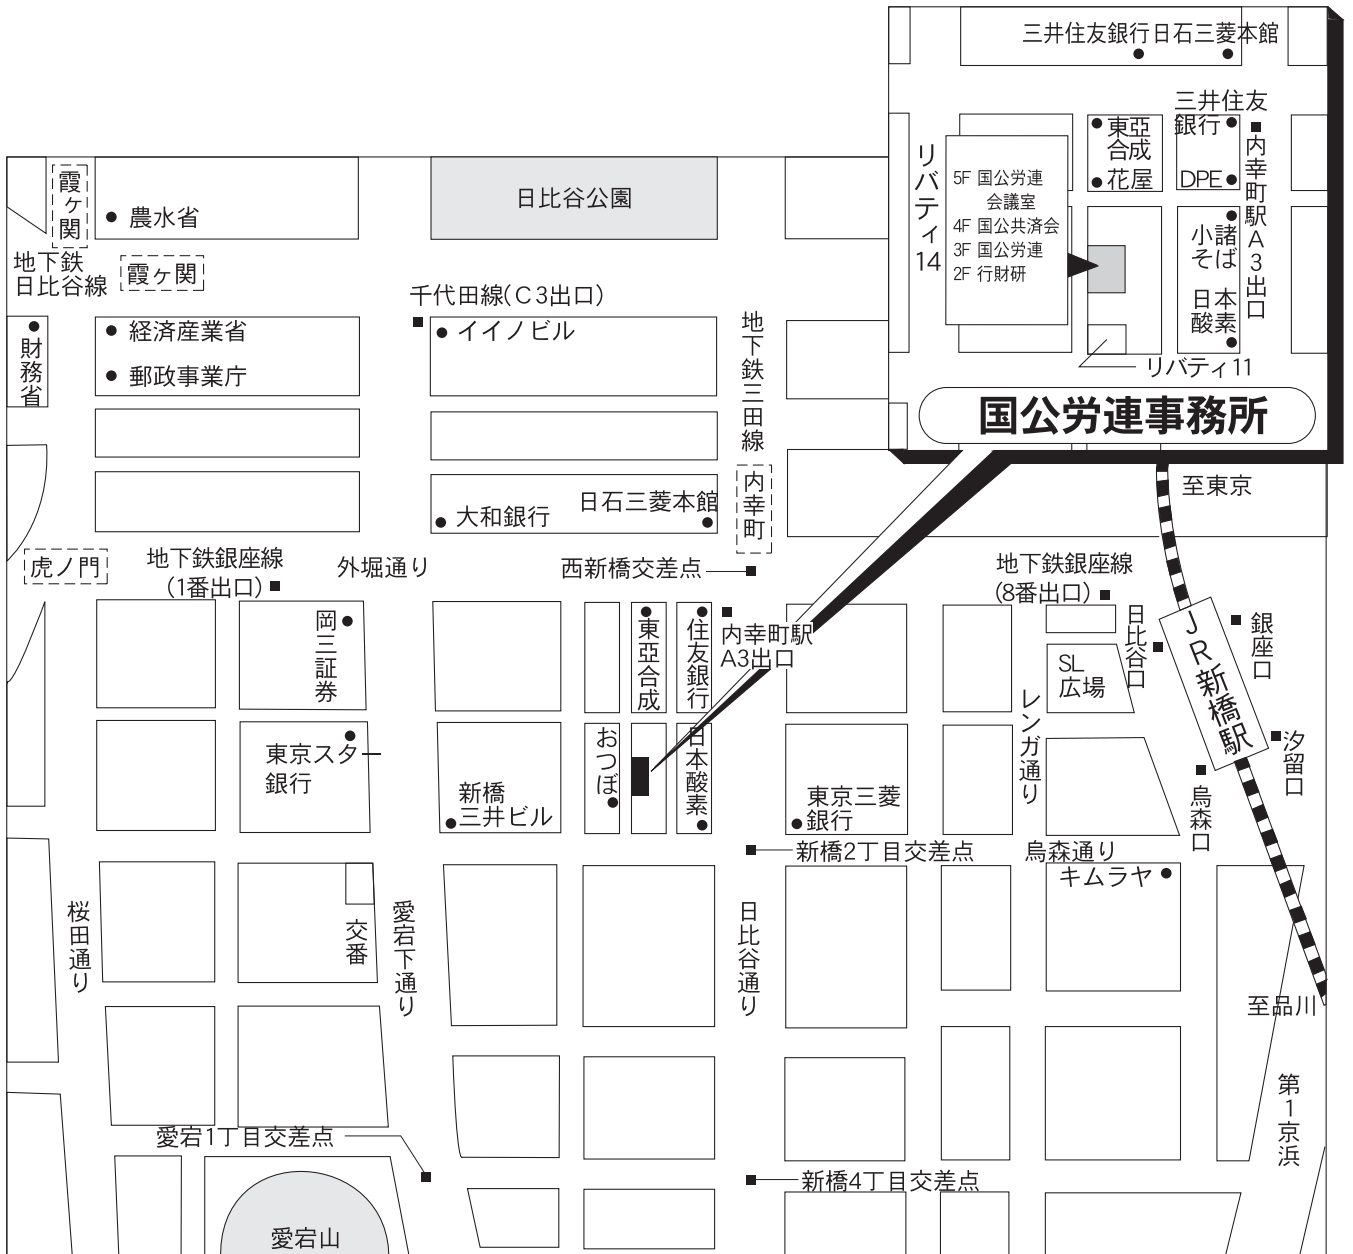 三井住友銀行 日石三菱本館
三井住友
銀行
東亞
合成
花屋
DPE
内幸町駅A3出口
リバティ14
5F 国公労連
会議室
4F 国公共済会
3F 国公労連
2F 行財研
諸
小ば
そ
日本
酸素
リバティ11
国公労連事務所
霞ヶ関
農水省
日比谷公園
地下鉄
日比谷線
霞ヶ関
千代田線(C3出口)
財務省
経済産業省
郵政事業庁
イイノビル
地下鉄三田線
大和銀行
日石三菱本館
内幸町
至東京
虎ノ門
地下鉄銀座線
(1番出口)
外堀通り
西新橋交差点
地下鉄銀座線
(8番出口)
岡三証券
東亞合成
住友銀行
内幸町駅
A3出口
日比谷口
SL
広場
JR新橋駅
銀座口
レンガ通り
東京スター
銀行
新橋
三井ビル
おつぼ
日本酸素
東京三菱
銀行
烏森口
汐留口
新橋2丁目交差点
烏森通り
キムラヤ
桜田通り
交番
愛宕下通り
日比谷通り
至品川
第1京浜
愛宕1丁目交差点
新橋4丁目交差点
愛宕山